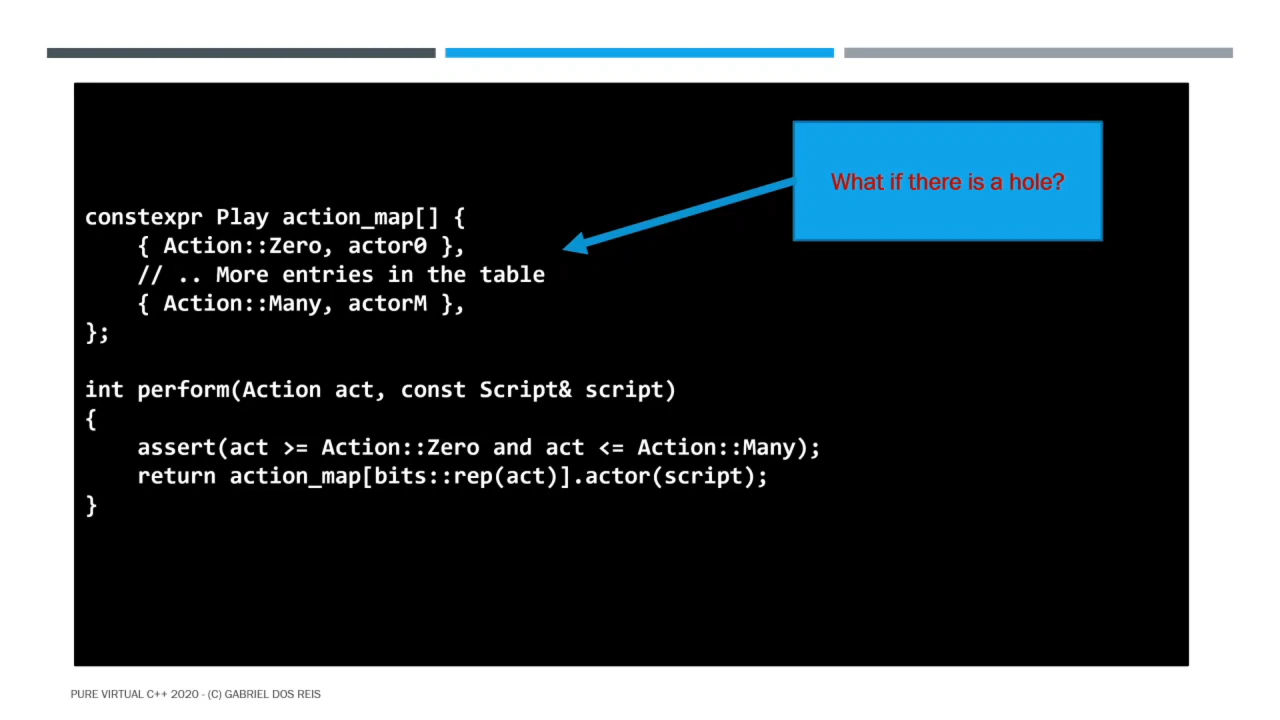 What if there is a hole?
constexpr Play action_map[] {
    { Action::Zero, actor0 },
    // .. More entries in the table
    { Action::Many, actorM },
};
int perform(Action act, const Script& script)
{
    assert(act >= Action::Zero and act <= Action::Many);
    return action_map[bits::rep(act)].actor(script);
}
PURE VIRTUAL C++ 2020 - (C) GABRIEL DOS REIS